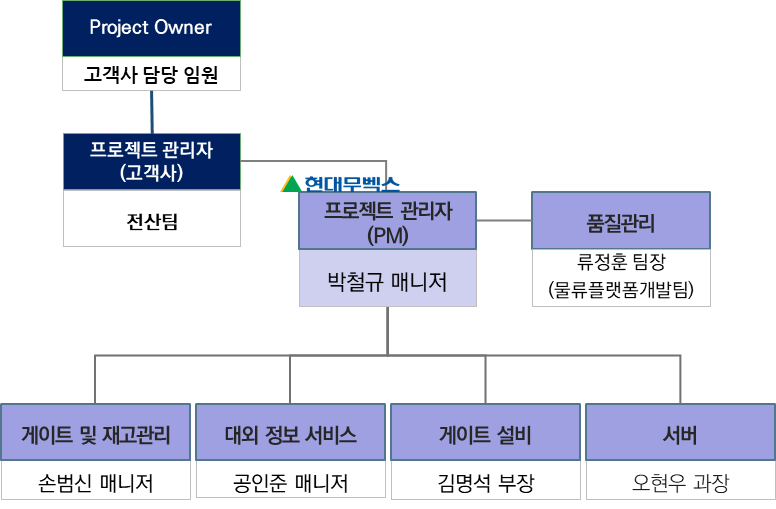 Project Owner
고객사 담당 임원
프로젝트 관리자
(고객사)
전산팀
현대무벡스
프로젝트 관리자
(PM)
박철규 매니저
품질관리
류정훈 팀장
(물류플랫폼개발팀)
게이트 및 재고관리
손범신 매니저
대외 정보 서비스
공인준 매니저
게이트 설비
김명석 부장
서버
오현우 과장